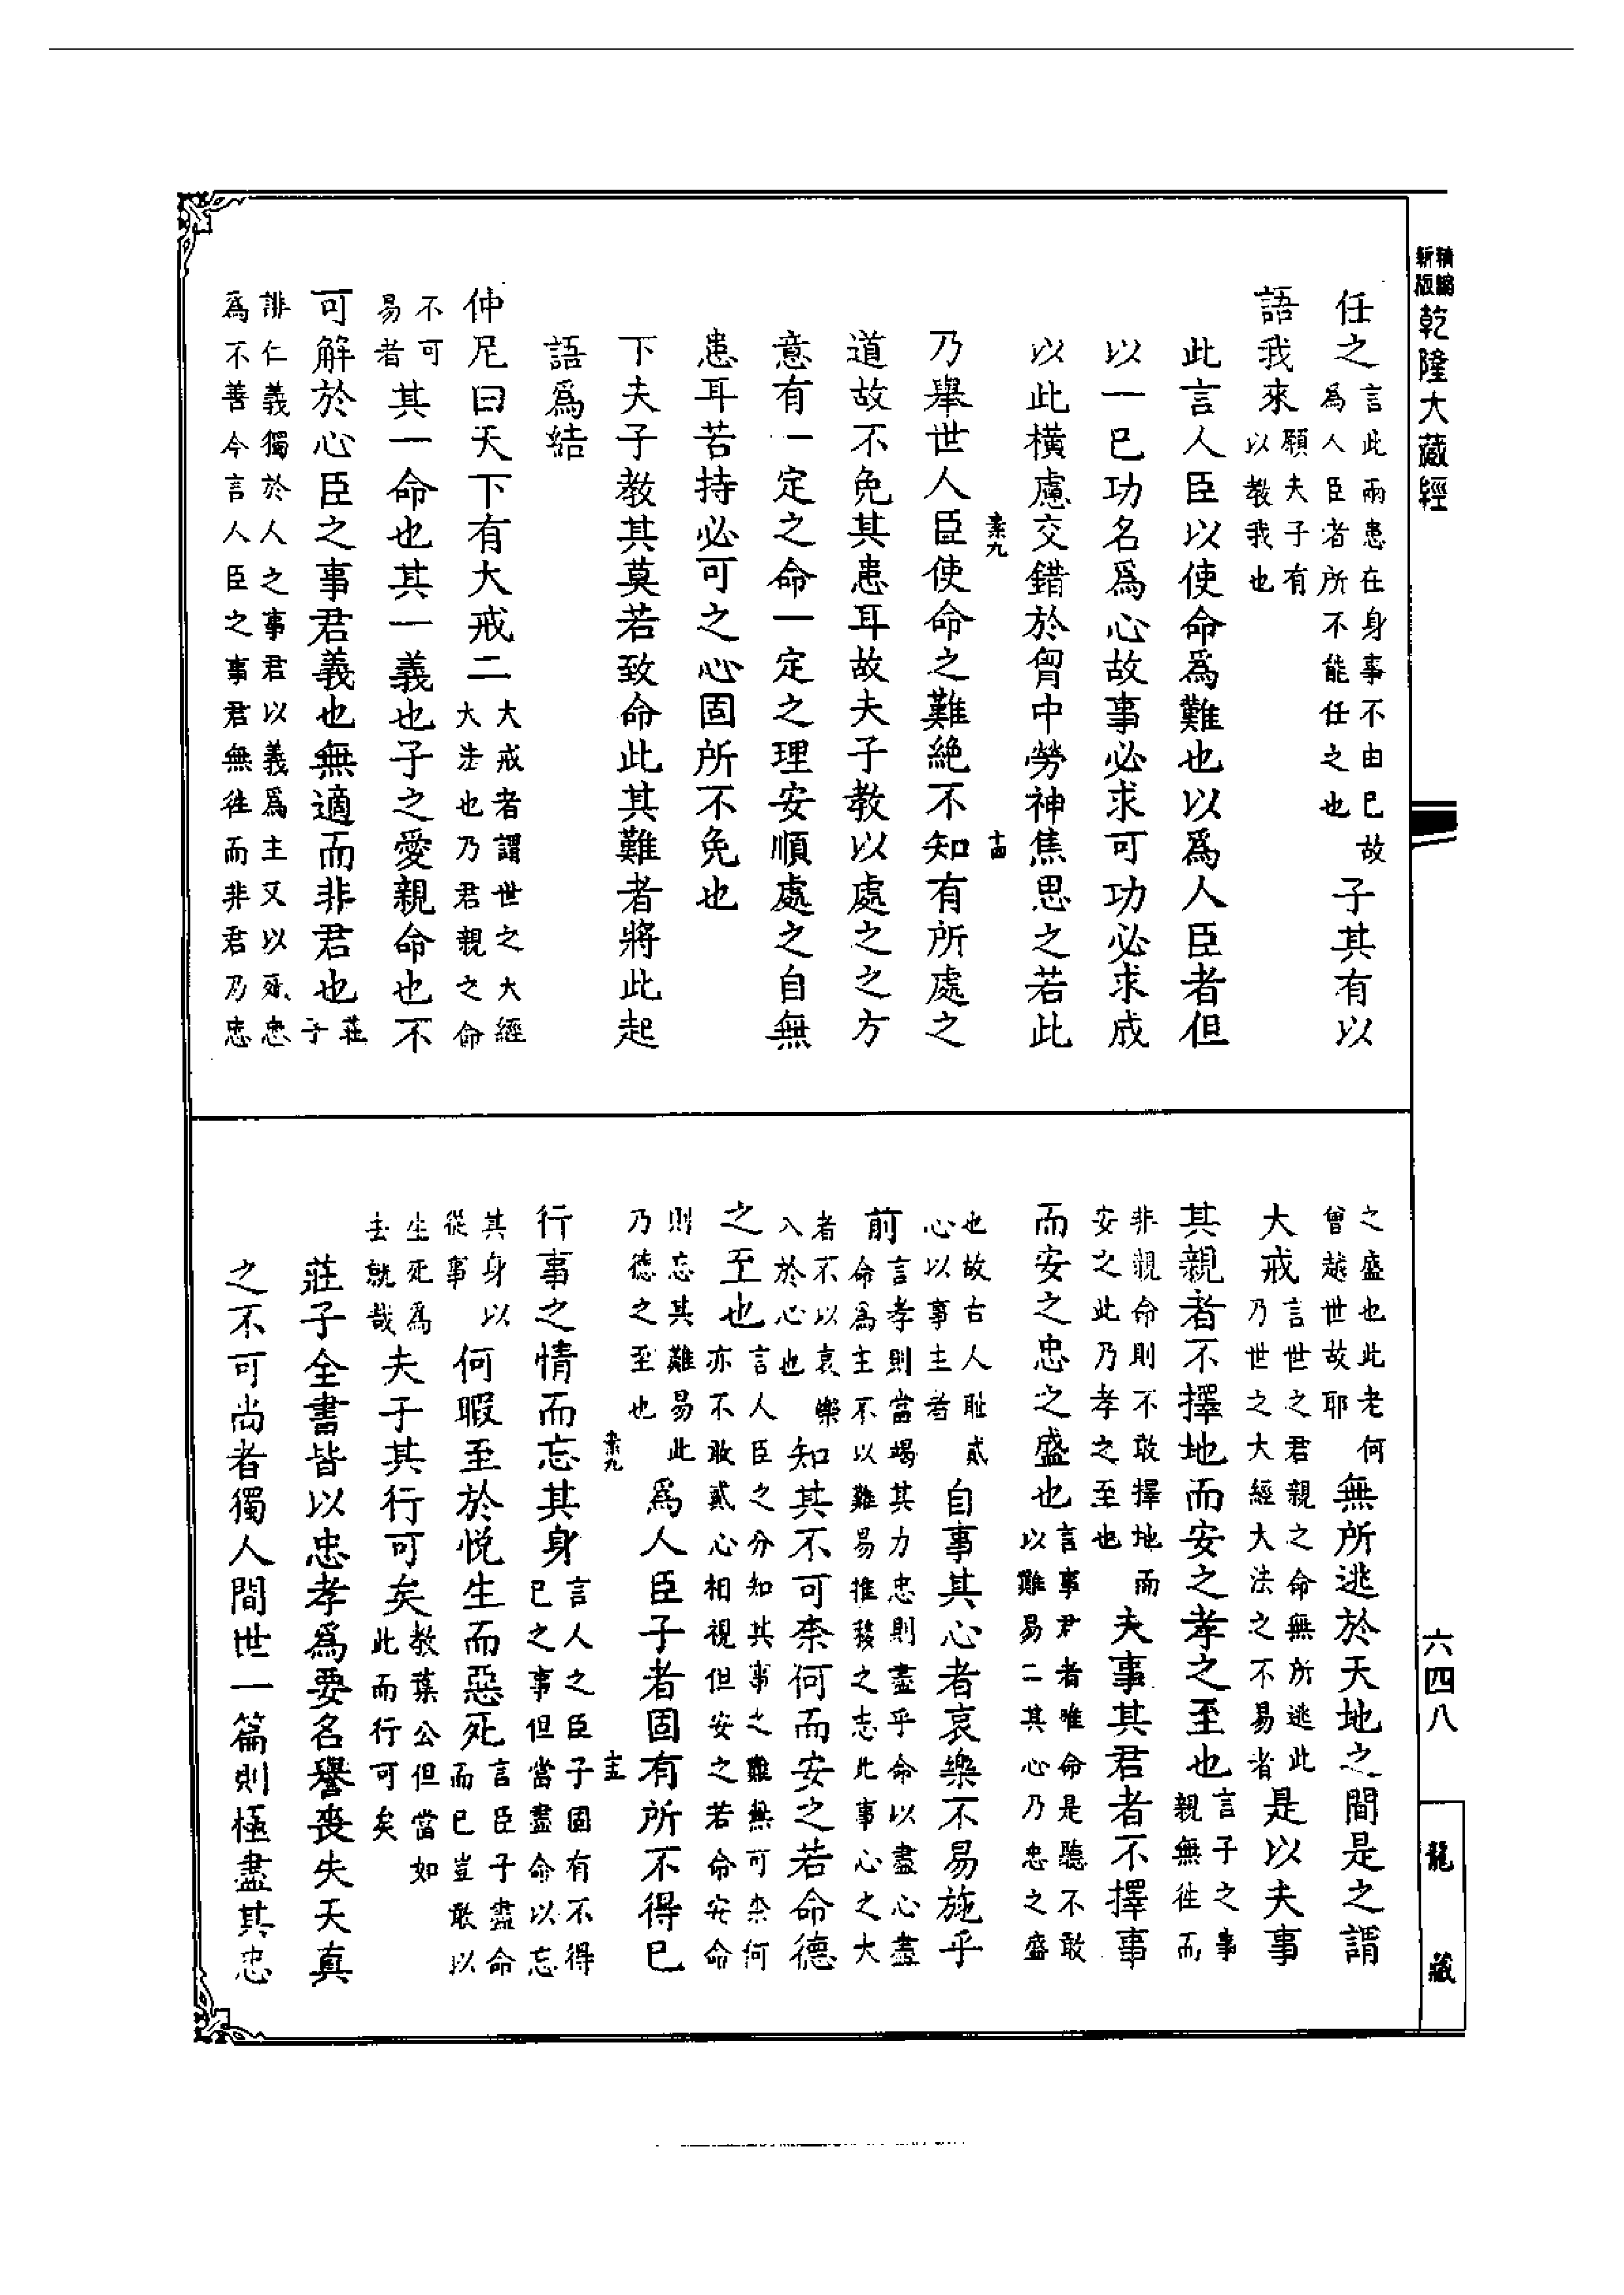 精編
新版
乾隆大藏經
任之言此兩患在身事不由已故為人臣者所不能任之也子其有以
語我來願夫子有以教我也
此言人臣以使命爲難也以爲人臣者但
以一已功名爲心故事必求可功必求成
以此橫慮交錯於胷中勞神焦思之若此
乃舉世人臣使命之難絶不知有所處之
道故不免其患耳故夫子教以處之之方
意有一定之命一定之理安順處之自無
患耳若持必可之心固所不免也
下夫子教其莫若致命此其難者將此起
語爲結
仲尼曰天下有大戒二大戒者謂世之大經大法也乃君親之命
不可易者其一命也其一義也子之愛親命也不
可解於心臣之事君義也無適而非君也莊子
誹仁義獨於人之事君以義爲主又以死忠
爲不善今言人臣之事君無徃而非君乃忠
之盛也此老何曾越世故耶無所逃於天地之間是之謂
大戒言世之君親之命無所逃此乃世之大經大法之不易者是以夫事
其親者不擇地而安之孝之至也言子之事親無徃而
非親命則不敢擇地而安之此乃孝之至也夫事其君者不擇事
而安之忠之盛也言事君者唯命是聽不敢以難易二其心乃忠之盛
也故古人耻貳心以事主者自事其心者哀樂不易施乎
前言孝則當竭其力忠則盡乎命以盡心盡命爲主不以難易推移之志此事心之大
者不以哀樂入於心也知其不可柰何而安之若命德
之至也言人臣之分知其事之難無可柰何亦不敢貳心相視但安之若命安命
則忘其難易此乃德之至也爲人臣子者固有所不得已
行事之情而忘其身言人之臣子固有不得已之事但當盡命以忘
其身以從事何暇至於悅生而惡死言臣子盡命而已豈敢以
生死爲去就哉夫子其行可矣教葉公但當如此而行可矣
莊子全書皆以忠孝爲要名譽喪失天眞
之不可尚者獨人間世一篇則極盡其忠
六四八
龍藏